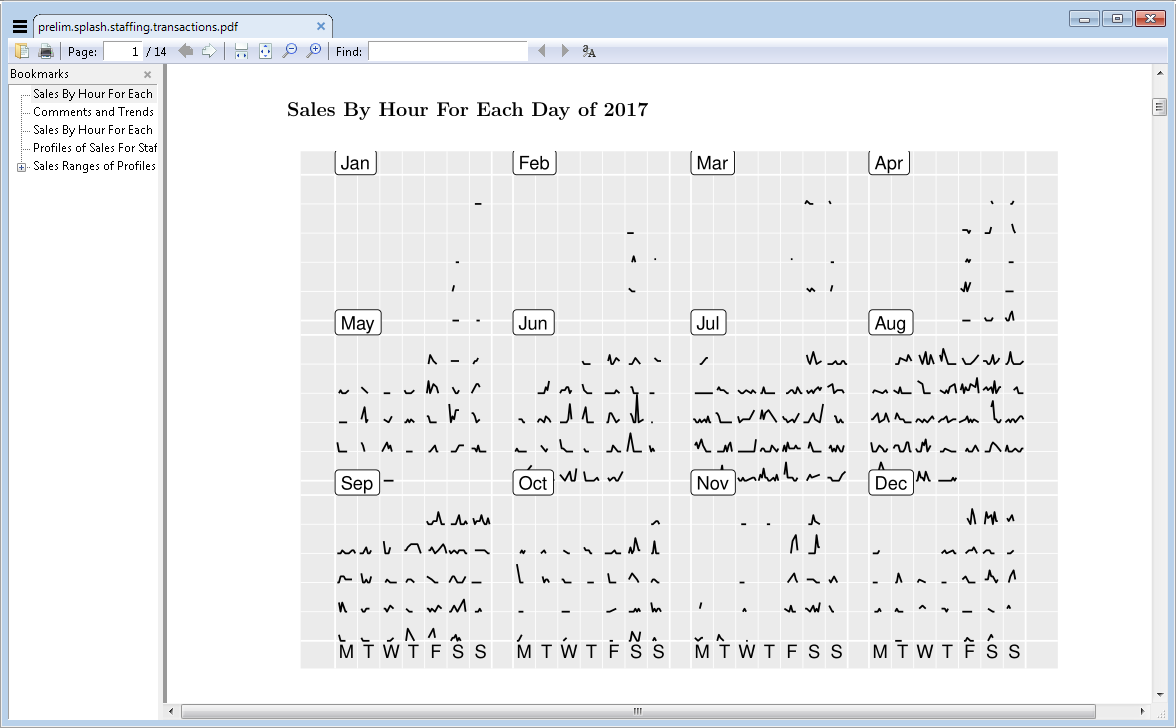 prelim.splash.staffing.transactions.pdf
Page: 1 / 14 Find:
Bookmarks
Sales By Hour For Each
Comments and Trends
Sales By Hour For Each
Profiles of Sales For Staf
Sales Ranges of Profiles
Sales By Hour For Each Day of 2017
Jan Feb Mar Apr
May Jun Jul Aug
Sep Oct Nov Dec
M T W T F S S M T W T F S S M T W T F S S M T W T F S S